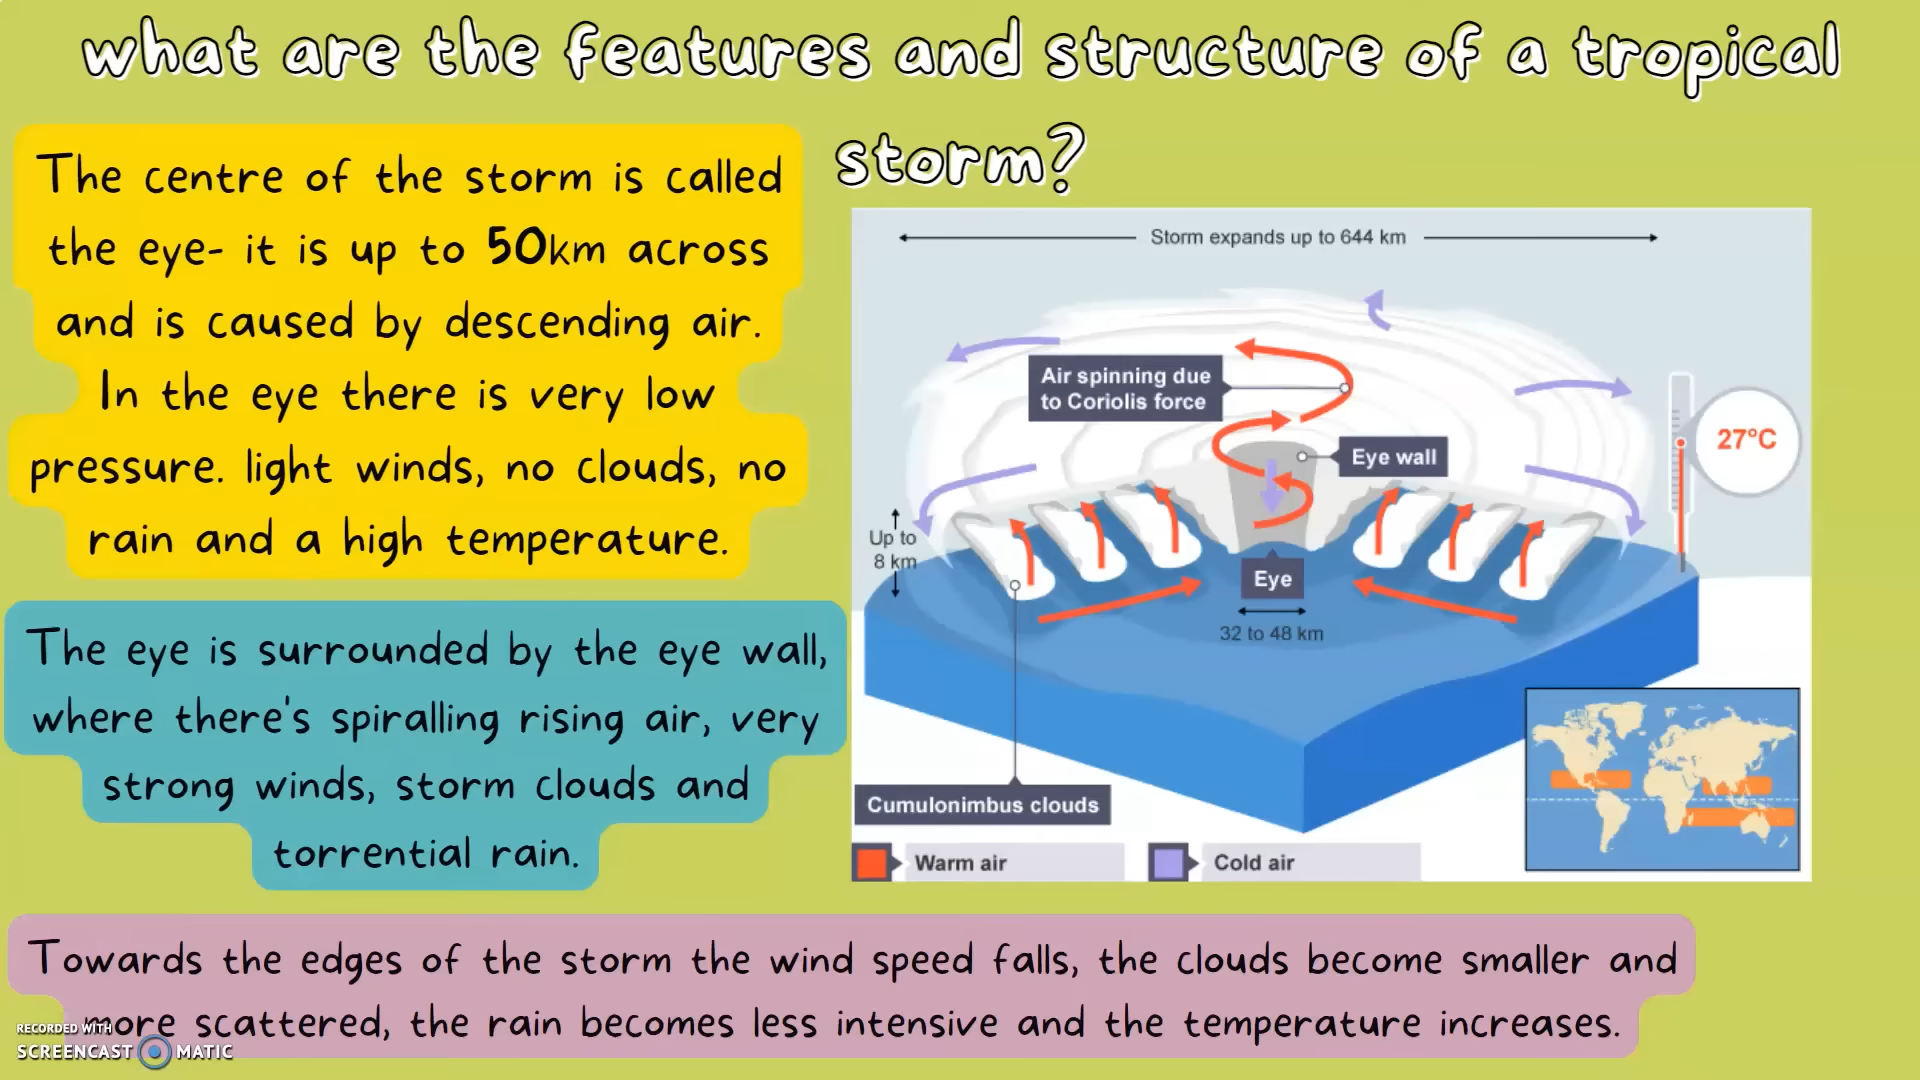 what are the features and structure of a tropical
storm?
The centre of the storm is called
the eye- it is up to 50km across
and is caused by descending air.
In the eye there is very low
pressure. light winds, no clouds, no
rain and a high temperature.
The eye is surrounded by the eye wall,
where there's spiralling rising air, very
strong winds, storm clouds and
torrential rain.
Storm expands up to 644 km
Air spinning due
to Coriolis force
Eye wall
27°C
Up to
8 km
Eye
32 to 48 km
Cumulonimbus clouds
Warm air
Cold air
Towards the edges of the storm the wind speed falls, the clouds become smaller and
more scattered, the rain becomes less intensive and the temperature increases.
RECORDED WITH
SCREENCAST MATIC